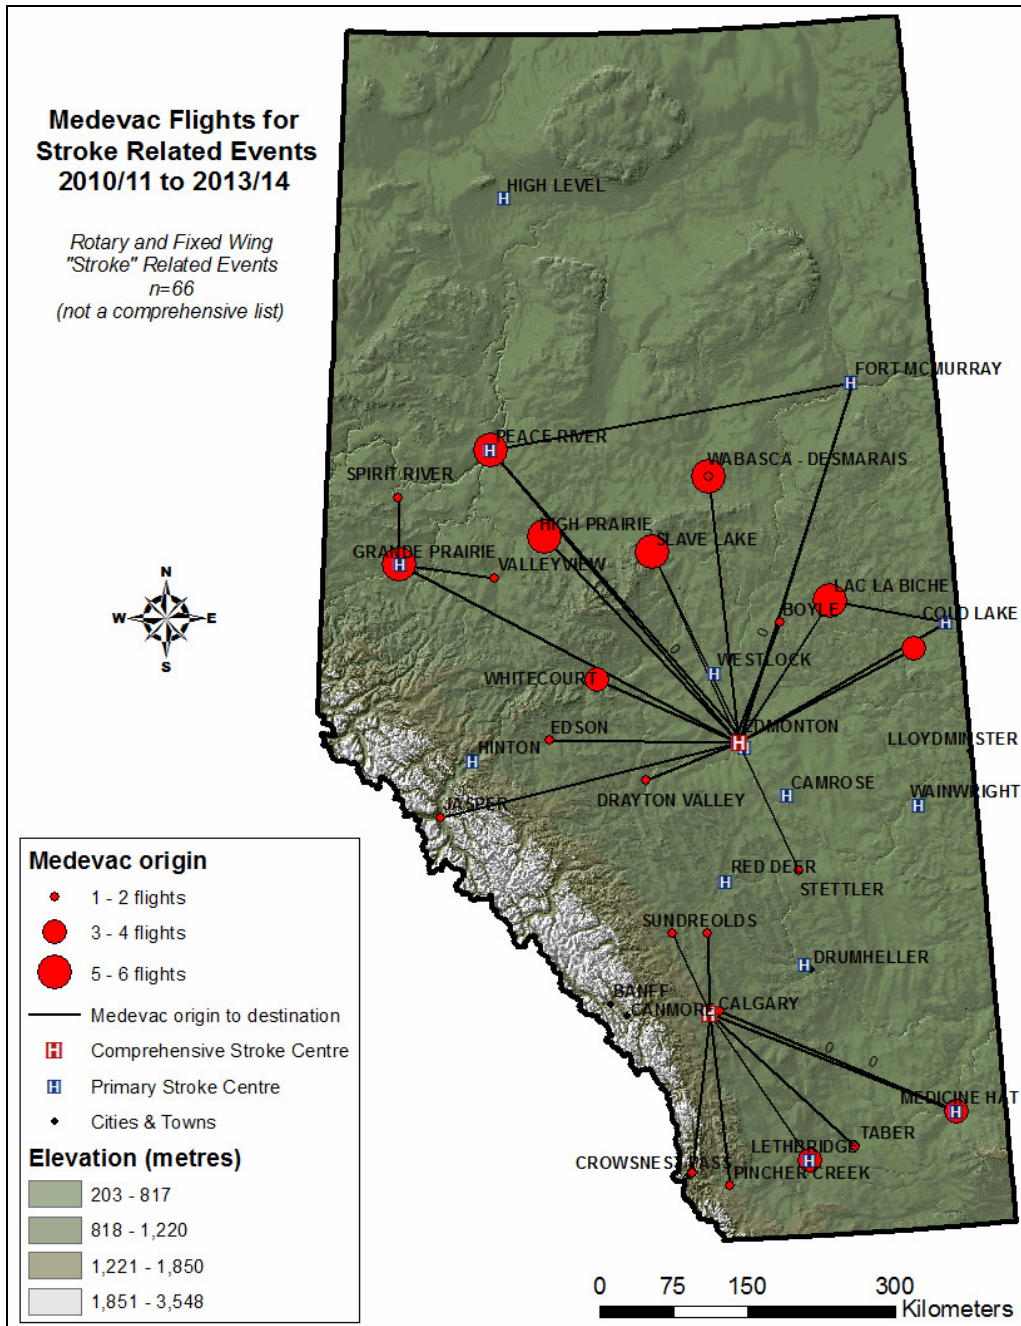 Medevac Flights for
Stroke Related Events
2010/11 to 2013/14
Rotary and Fixed Wing
"Stroke" Related Events
n=66
(not a comprehensive list)
HIGH LEVEL
FORT MCMURRAY
PEACE RIVER
WABASCA - DESMARAIS
SPIRIT RIVER
HIGH PRAIRIE
SLAVE LAKE
GRANDE PRAIRIE
VALLEYVIEW
LAC LA BICHE
BOYLE
COLD LAKE
WESTLOCK
WHITECOURT
EDSON
EDMONTON
HINTON
LLOYDMINSTER
CAMROSE
WAINWRIGHT
DRAYTON VALLEY
JASPER
RED DEER
STETTLER
SUNDREOLDS
DRUMHELLER
BANFF
CANMORE
CALGARY
MEDICINE HAT
TABER
LETHBRIDGE
CROWSNEST PASS
PINCHER CREEK
0
0
0
0
0
N
W E
S
Medevac origin
1 - 2 flights
3 - 4 flights
5 - 6 flights
Medevac origin to destination
H Comprehensive Stroke Centre
H Primary Stroke Centre
Cities & Towns
Elevation (metres)
203 - 817
818 - 1,220
1,221 - 1,850
1,851 - 3,548
0 75 150 300
Kilometers